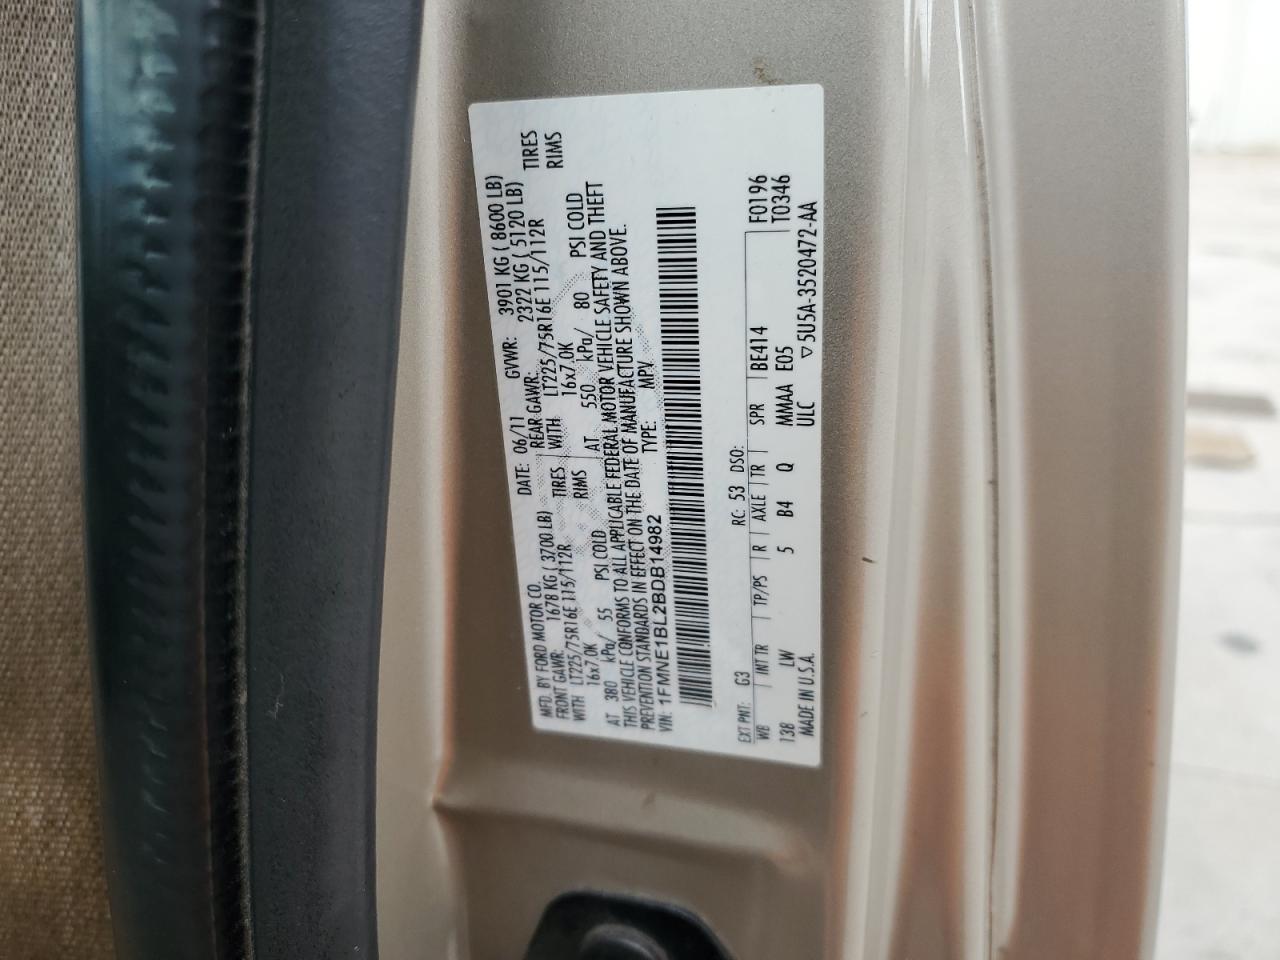 MFD. BY FORD MOTOR CO.
DATE: 06/11 GVWR: 3901 KG ( 8600 LB)
FRONT GAWR: 1678 KG ( 3700 LB) REAR GAWR: 2322 KG ( 5120 LB)
WITH LT225/75R16E 115/112R TIRES WITH LT225/75R16E 115/112R TIRES
16x7.0K RIMS 16x7.0K RIMS
AT 380 kPa/ 55 PSI COLD AT 550 kPa/ 80 PSI COLD
THIS VEHICLE CONFORMS TO ALL APPLICABLE FEDERAL MOTOR VEHICLE SAFETY AND THEFT
PREVENTION STANDARDS IN EFFECT ON THE DATE OF MANUFACTURE SHOWN ABOVE.
VIN: 1FMNE1BL2BDB14982 TYPE: MPV
EXT PNT: G3 RC: 53 DSO: F0196
WB INT TR TP/PS R AXLE TR SPR BE414 T0346
138 LW 5 B4 Q MMAA E05
MADE IN U.S.A. ULC ▽5U5A-3520472-AA